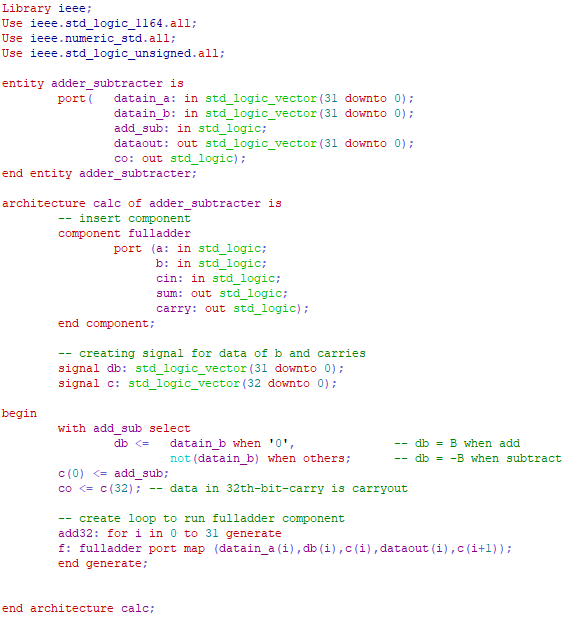 Library ieee;
Use ieee.std_logic_1164.all;
Use ieee.numeric_std.all;
Use ieee.std_logic_unsigned.all;

entity adder_subtracter is
        port(   datain_a: in std_logic_vector(31 downto 0);
                datain_b: in std_logic_vector(31 downto 0);
                add_sub: in std_logic;
                dataout: out std_logic_vector(31 downto 0);
                co: out std_logic);
end entity adder_subtracter;

architecture calc of adder_subtracter is
        -- insert component
        component fulladder
                port (a: in std_logic;
                      b: in std_logic;
                      cin: in std_logic;
                      sum: out std_logic;
                      carry: out std_logic);
        end component;

        -- creating signal for data of b and carries
        signal db: std_logic_vector(31 downto 0);
        signal c: std_logic_vector(32 downto 0);

begin
        with add_sub select
                db <=   datain_b when '0',              -- db = B when add
                        not(datain_b) when others;      -- db = -B when subtract
        c(0) <= add_sub;
        co <= c(32); -- data in 32th-bit-carry is carryout

        -- create loop to run fulladder component
        add32: for i in 0 to 31 generate
        f: fulladder port map (datain_a(i),db(i),c(i),dataout(i),c(i+1));
        end generate;


end architecture calc;